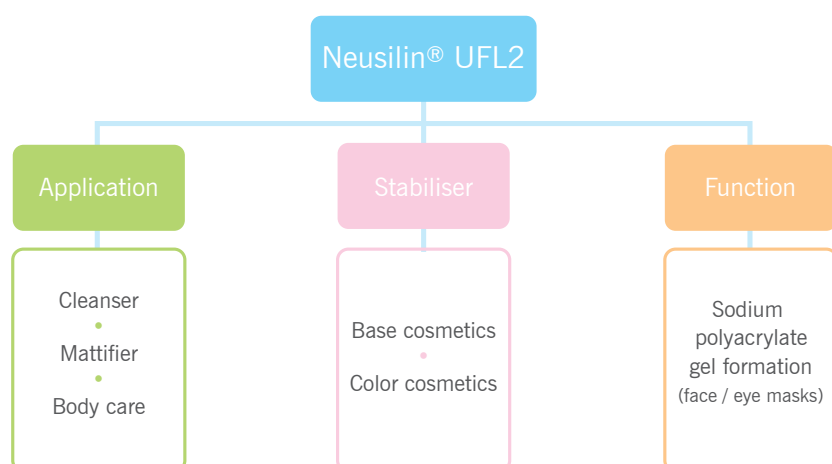 Neusilin® UFL2
Application
Stabiliser
Function
Cleanser
•
Mattifier
•
Body care
Base cosmetics
•
Color cosmetics
Sodium
polyacrylate
gel formation
(face / eye masks)